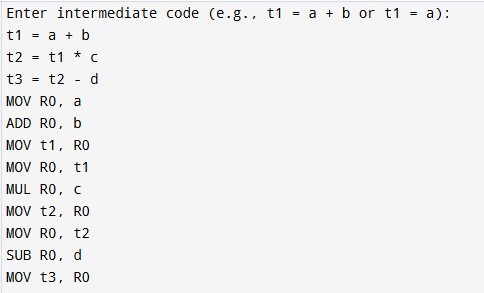 Enter intermediate code (e.g., t1 = a + b or t1 = a):
t1 = a + b
t2 = t1 * c
t3 = t2 - d
MOV R0, a
ADD R0, b
MOV t1, R0
MOV R0, t1
MUL R0, c
MOV t2, R0
MOV R0, t2
SUB R0, d
MOV t3, R0